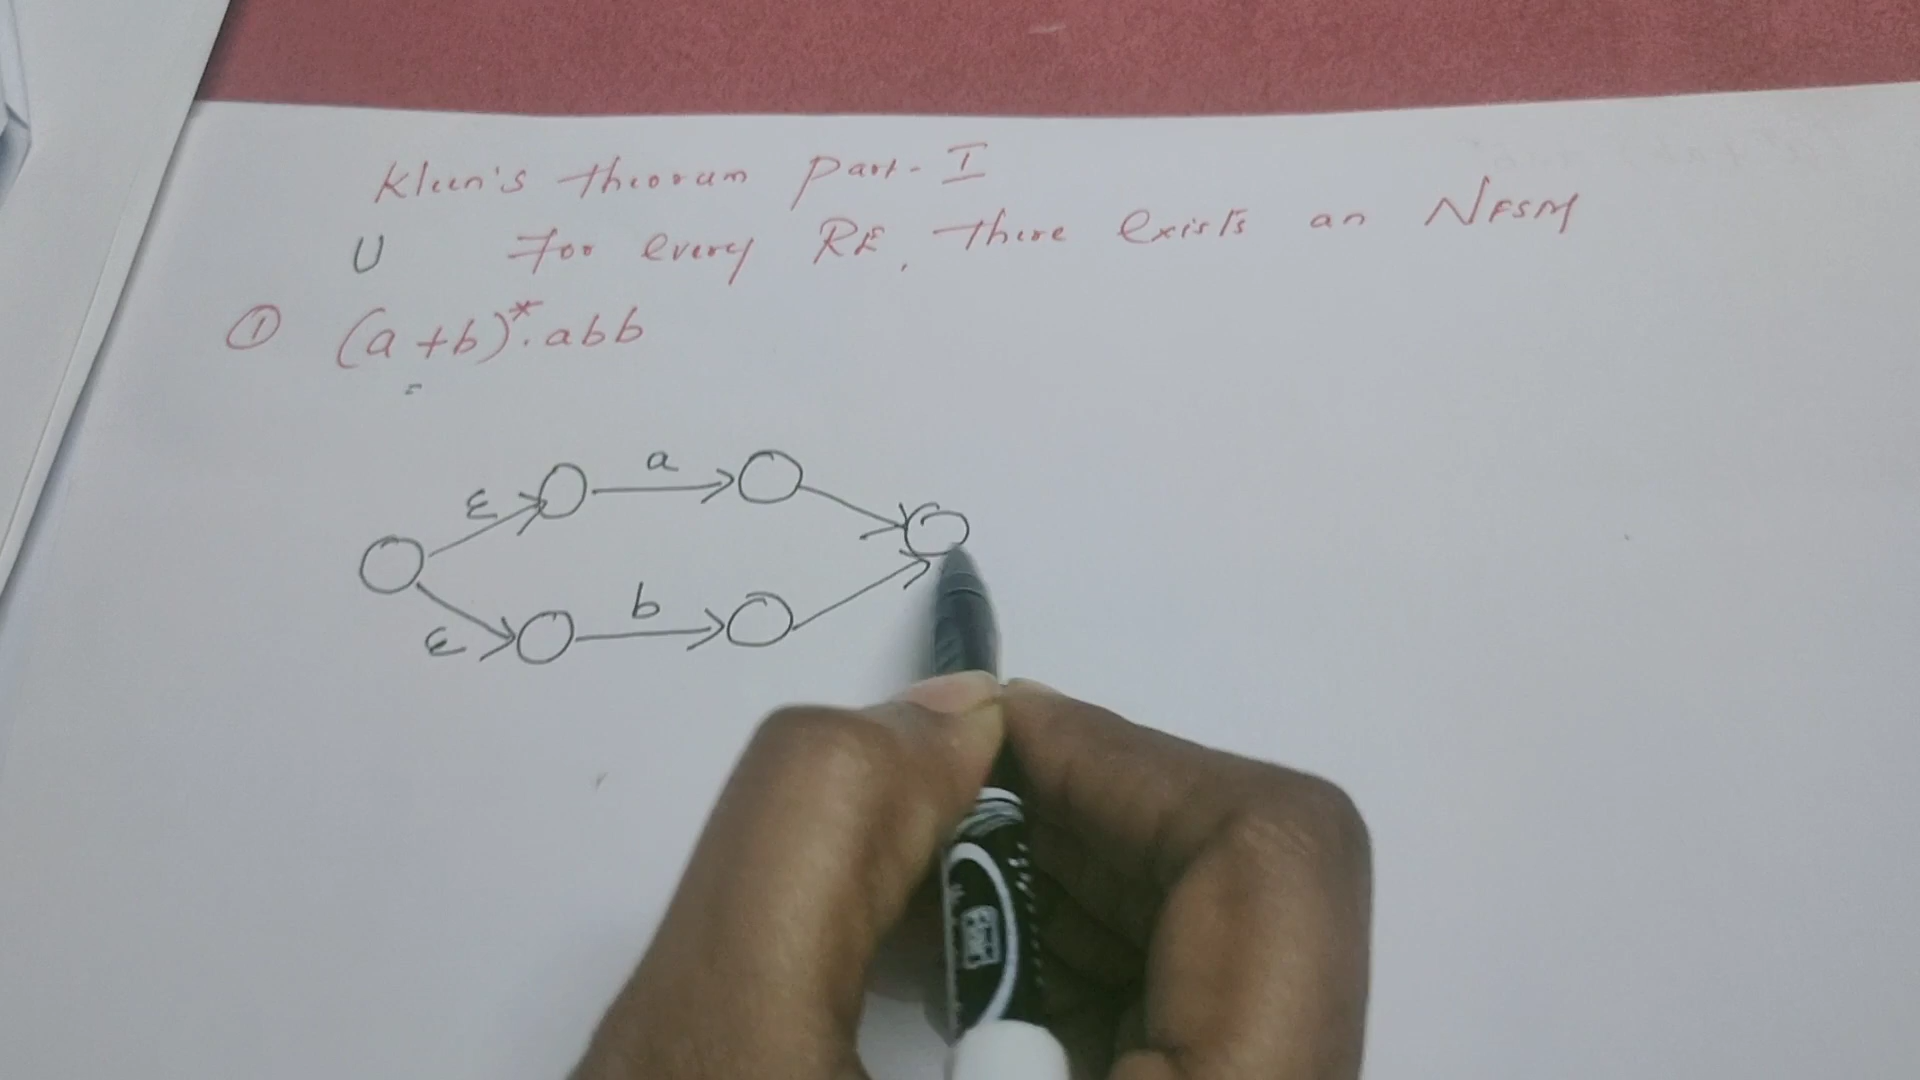 Kleen's theorum part-I
U For every RE, there exists an NFSM
① (a+b)*.abb
a
ε
b
ε